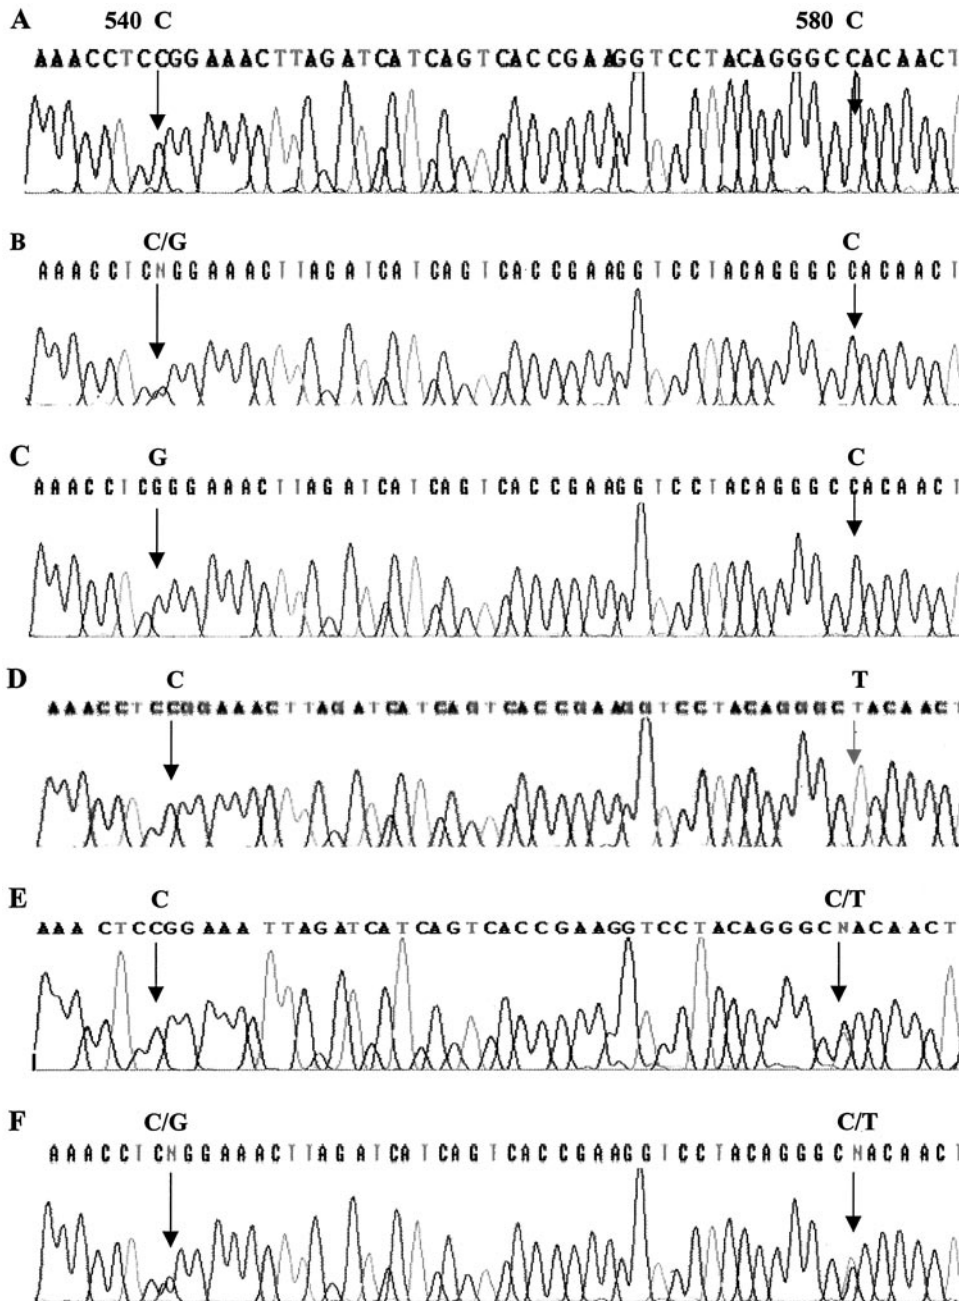 A 540 C 580 C
AAACCTCCGGAAACTTAGATCATCAGTCACCGAAGGTCCTACAGGGCCACAACT
B C/G C
AAACCTCNGGAAACTTAGATCATCAGTCACCGAAGGTCCTACAGGGCCACAACT
C G C
AAACCTCGGGAAACTTAGATCATCAGTCACCGAAGGTCCTACAGGGCCACAACT
D C T
AAACCTCCGGAAACTTAGATCATCAGTCACCGAAGGTCCTACAGGGCTACAACT
E C C/T
AAA CTCCGGAAA TTAGATCATCAGTCACCGAAGGTCCTACAGGGCNACAACT
F C/G C/T
AAACCTCNGGAAACTTAGATCATCAGTCACCGAAGGTCCTACAGGGCNACAACT